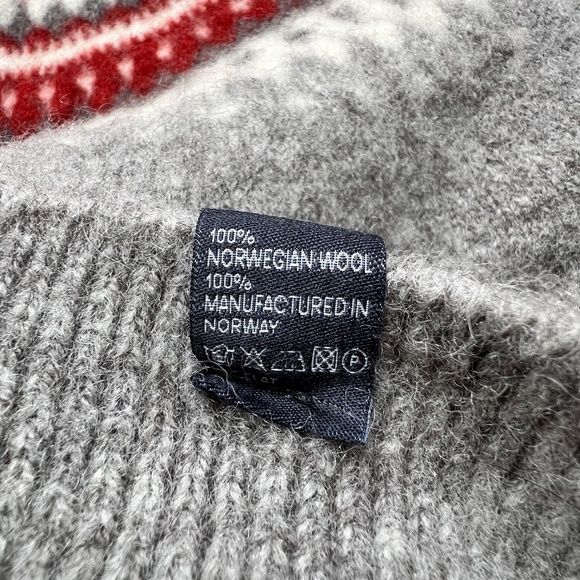 100%
NORWEGIAN WOOL
100%
MANUFACTURED IN
NORWAY
P